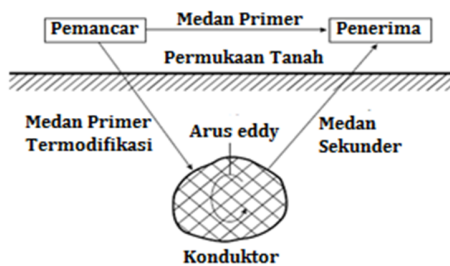 Medan Primer
Pemancar
Penerima
Permukaan Tanah
Medan Primer
Termodifikasi
Arus eddy
Medan
Sekunder
Konduktor